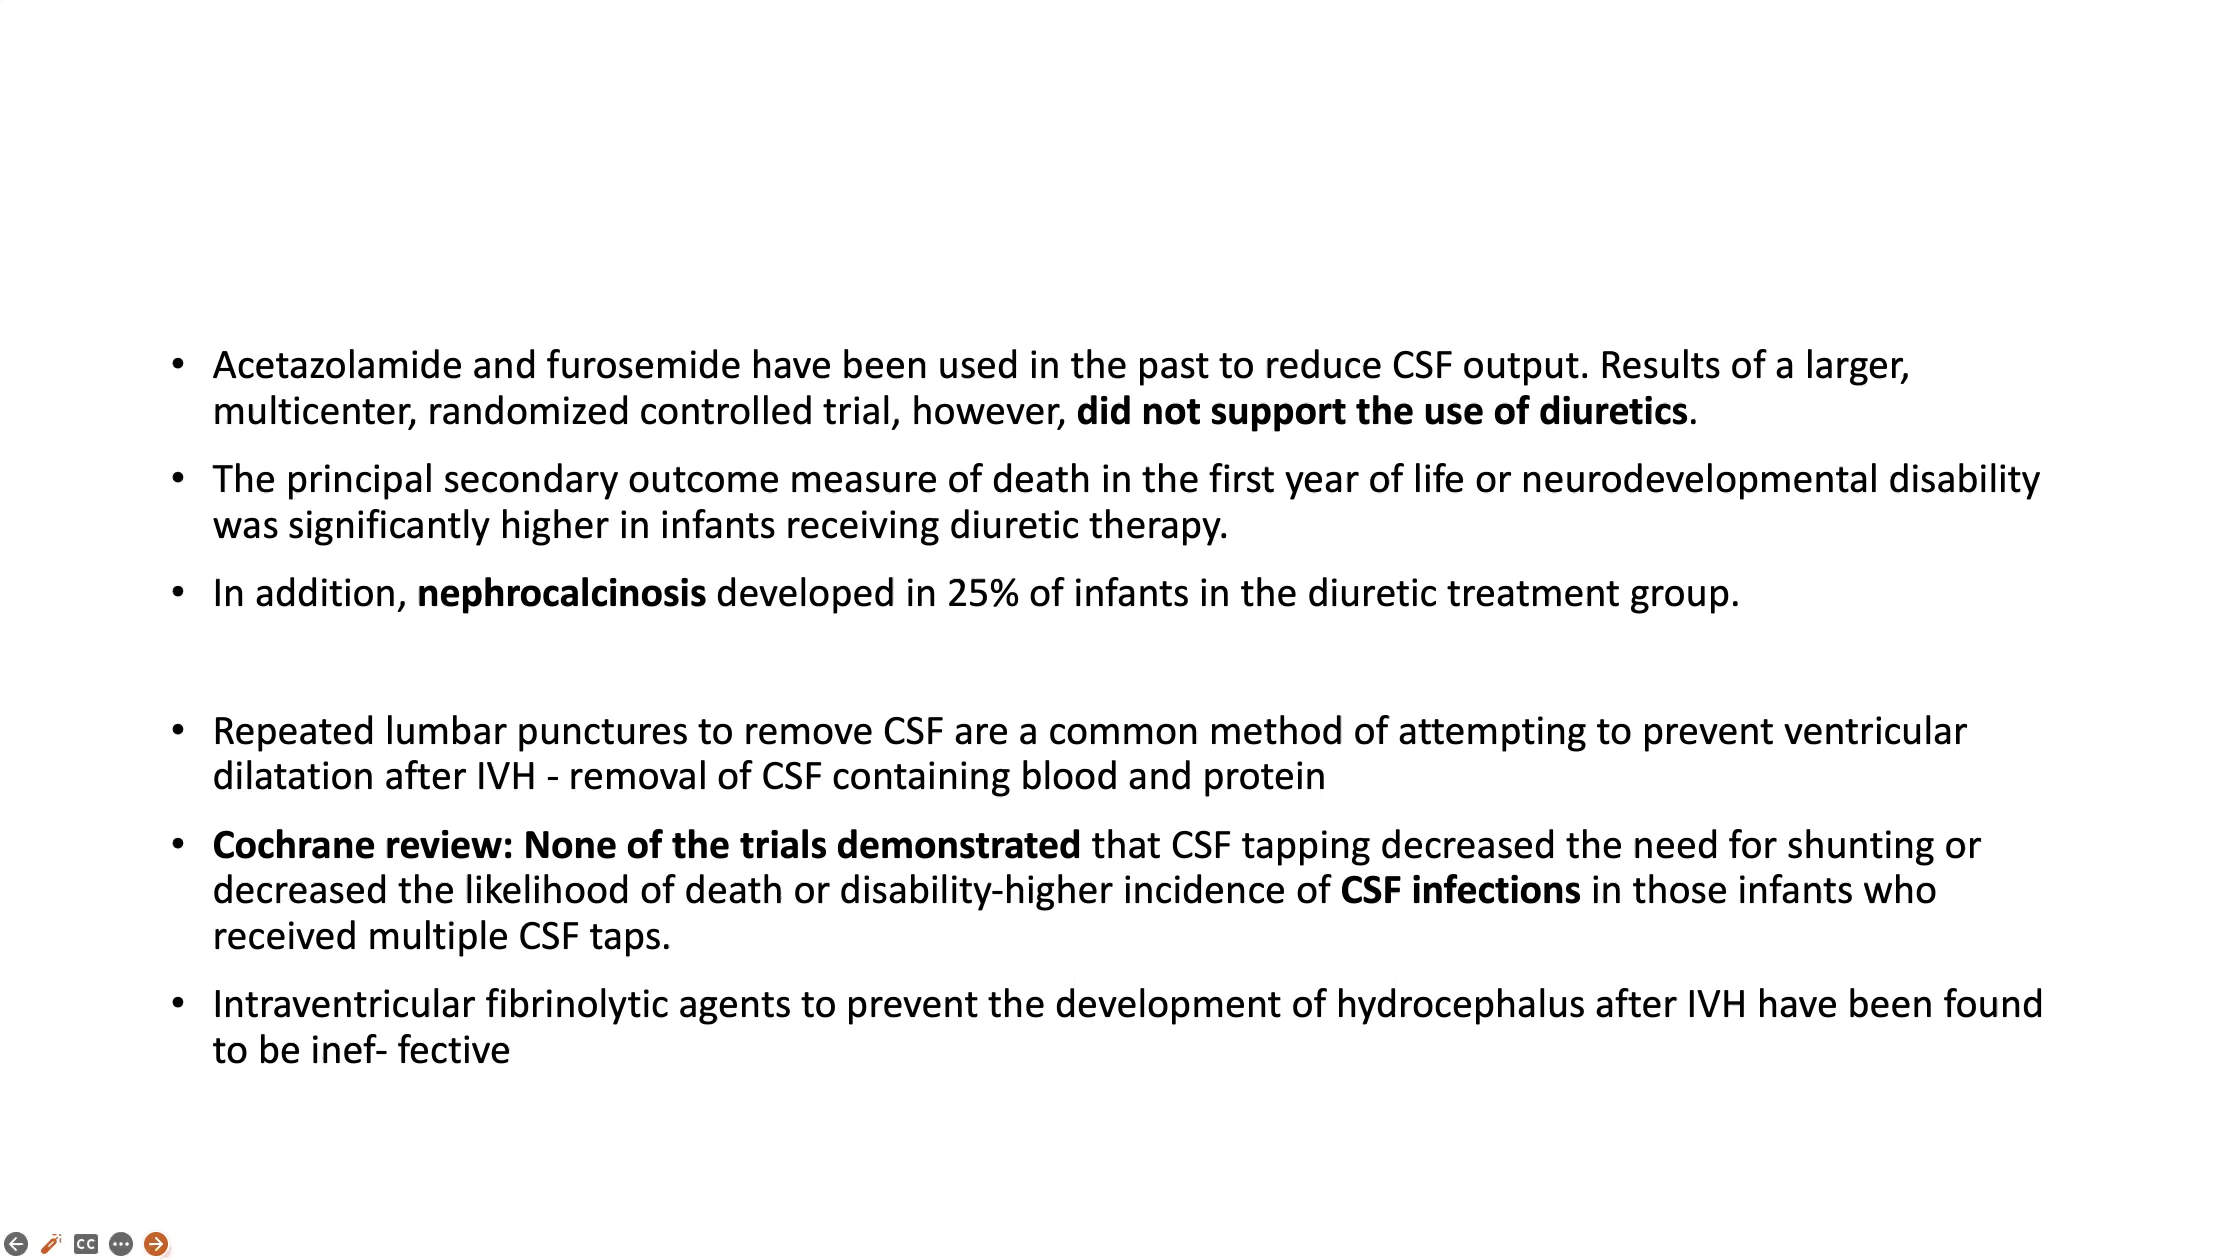 • Acetazolamide and furosemide have been used in the past to reduce CSF output. Results of a larger,
multicenter, randomized controlled trial, however, did not support the use of diuretics.
• The principal secondary outcome measure of death in the first year of life or neurodevelopmental disability
was significantly higher in infants receiving diuretic therapy.
• In addition, nephrocalcinosis developed in 25% of infants in the diuretic treatment group.
• Repeated lumbar punctures to remove CSF are a common method of attempting to prevent ventricular
dilatation after IVH - removal of CSF containing blood and protein
• Cochrane review: None of the trials demonstrated that CSF tapping decreased the need for shunting or
decreased the likelihood of death or disability-higher incidence of CSF infections in those infants who
received multiple CSF taps.
• Intraventricular fibrinolytic agents to prevent the development of hydrocephalus after IVH have been found
to be inef- fective
CC